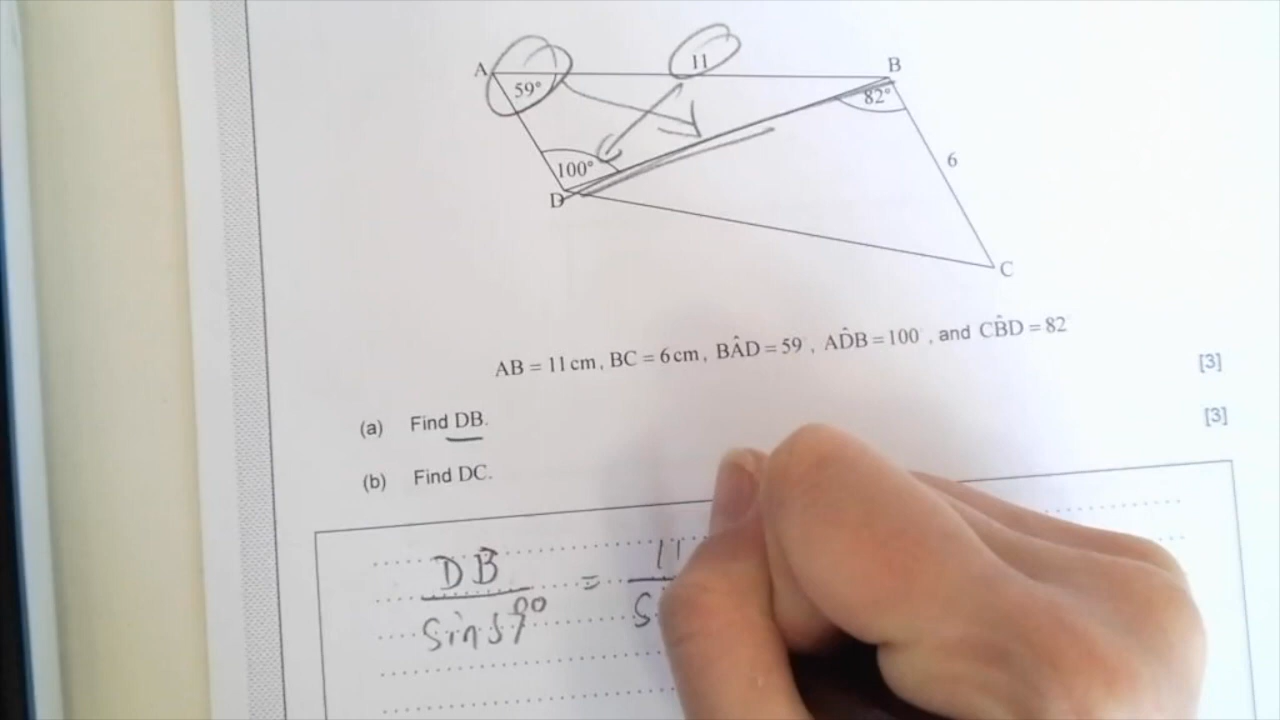 A 11 B
59° 82°
6
100°
D
C
AB = 11 cm, BC = 6 cm, BÂD = 59°, AD̂B = 100°, and CB̂D = 82°
[3]
(a) Find DB.
[3]
(b) Find DC.
DB = 11
Sin 59° S